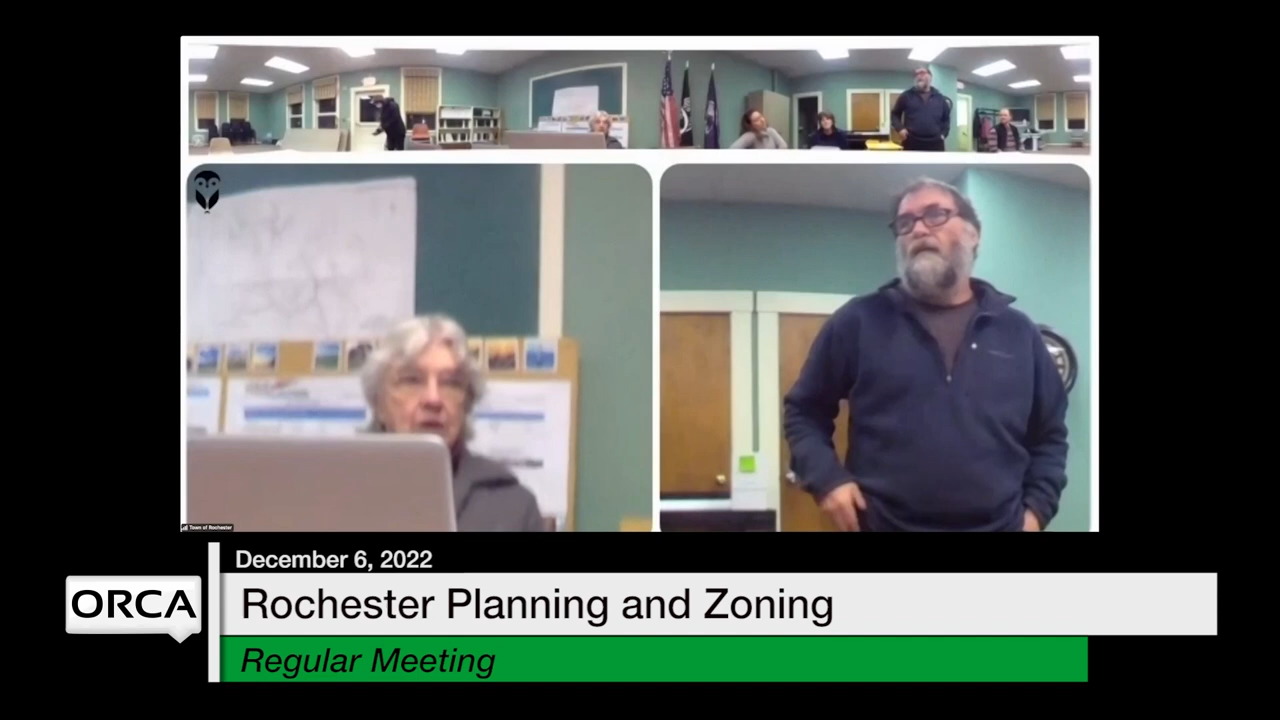 Town of Rochester
December 6, 2022
ORCA
Rochester Planning and Zoning
Regular Meeting